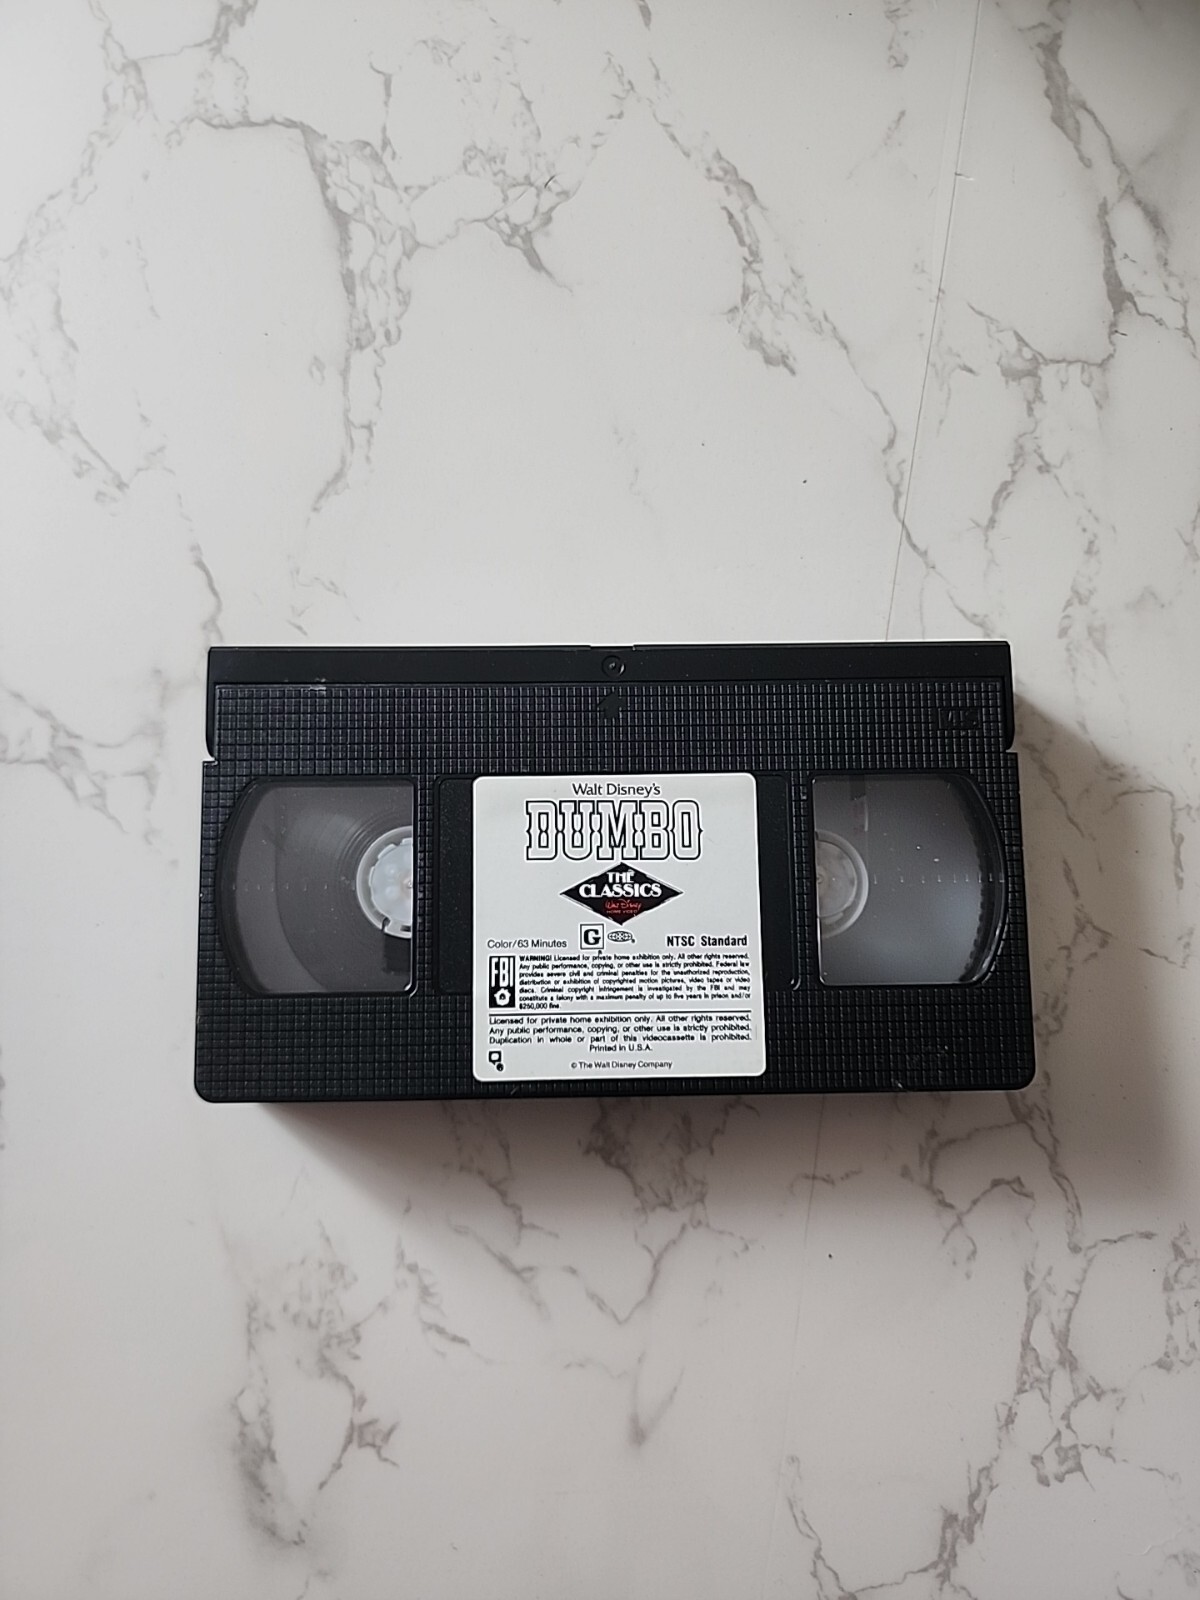 VHS
Walt Disney's
DUMBO
THE
CLASSICS
Walt Disney
HOME VIDEO
Color/63 Minutes G NTSC Standard
FBI
WARNING! Licensed for private home exhibition only. All other rights reserved.
Any public performance, copying, or other use is strictly prohibited. Federal law
provides severe civil and criminal penalties for the unauthorized reproduction,
distribution or exhibition of copyrighted motion pictures, video tapes or video
discs. Criminal copyright infringement is investigated by the FBI and may
constitute a felony with a maximum penalty of up to five years in prison and/or
$250,000 fine.
Licensed for private home exhibition only. All other rights reserved.
Any public performance, copying, or other use is strictly prohibited.
Duplication in whole or part of this videocassette is prohibited.
Printed in U.S.A.
© The Walt Disney Company